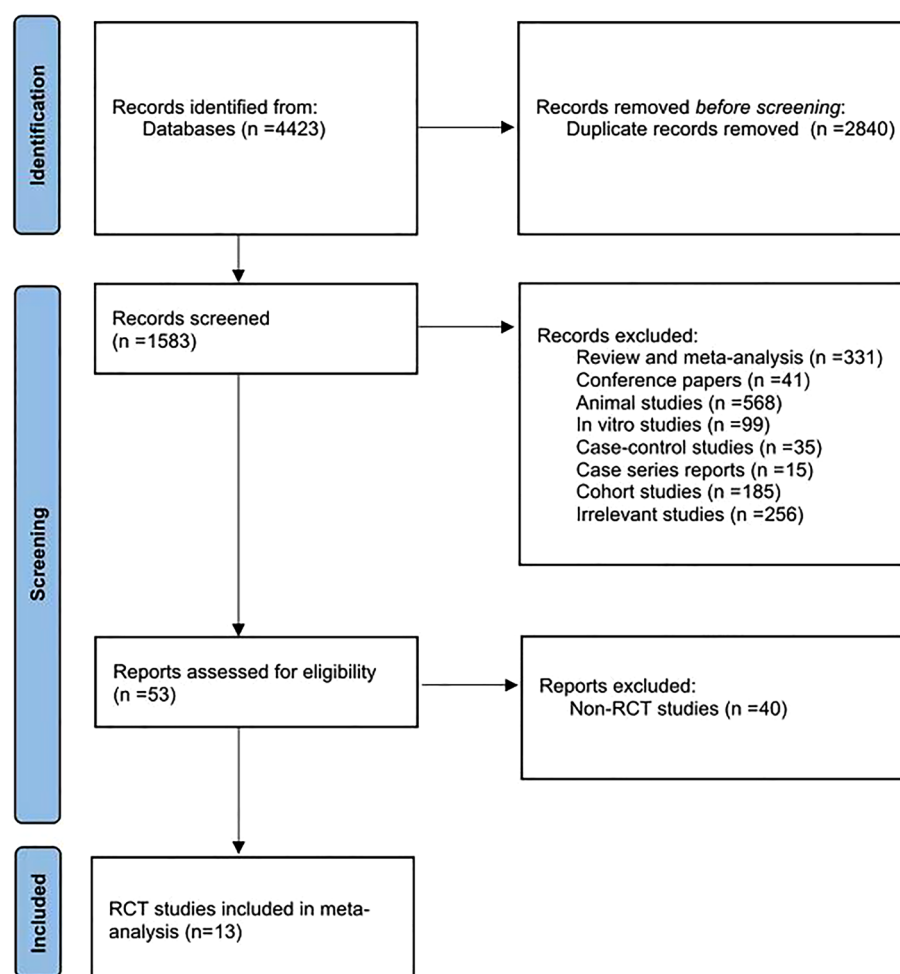 Identification
Records identified from:
Databases (n =4423)
Records removed before screening:
Duplicate records removed (n =2840)
Screening
Records screened
(n =1583)
Records excluded:
Review and meta-analysis (n =331)
Conference papers (n =41)
Animal studies (n =568)
In vitro studies (n =99)
Case-control studies (n =35)
Case series reports (n =15)
Cohort studies (n =185)
Irrelevant studies (n =256)
Reports assessed for eligibility
(n =53)
Reports excluded:
Non-RCT studies (n =40)
Included
RCT studies included in meta-
analysis (n=13)